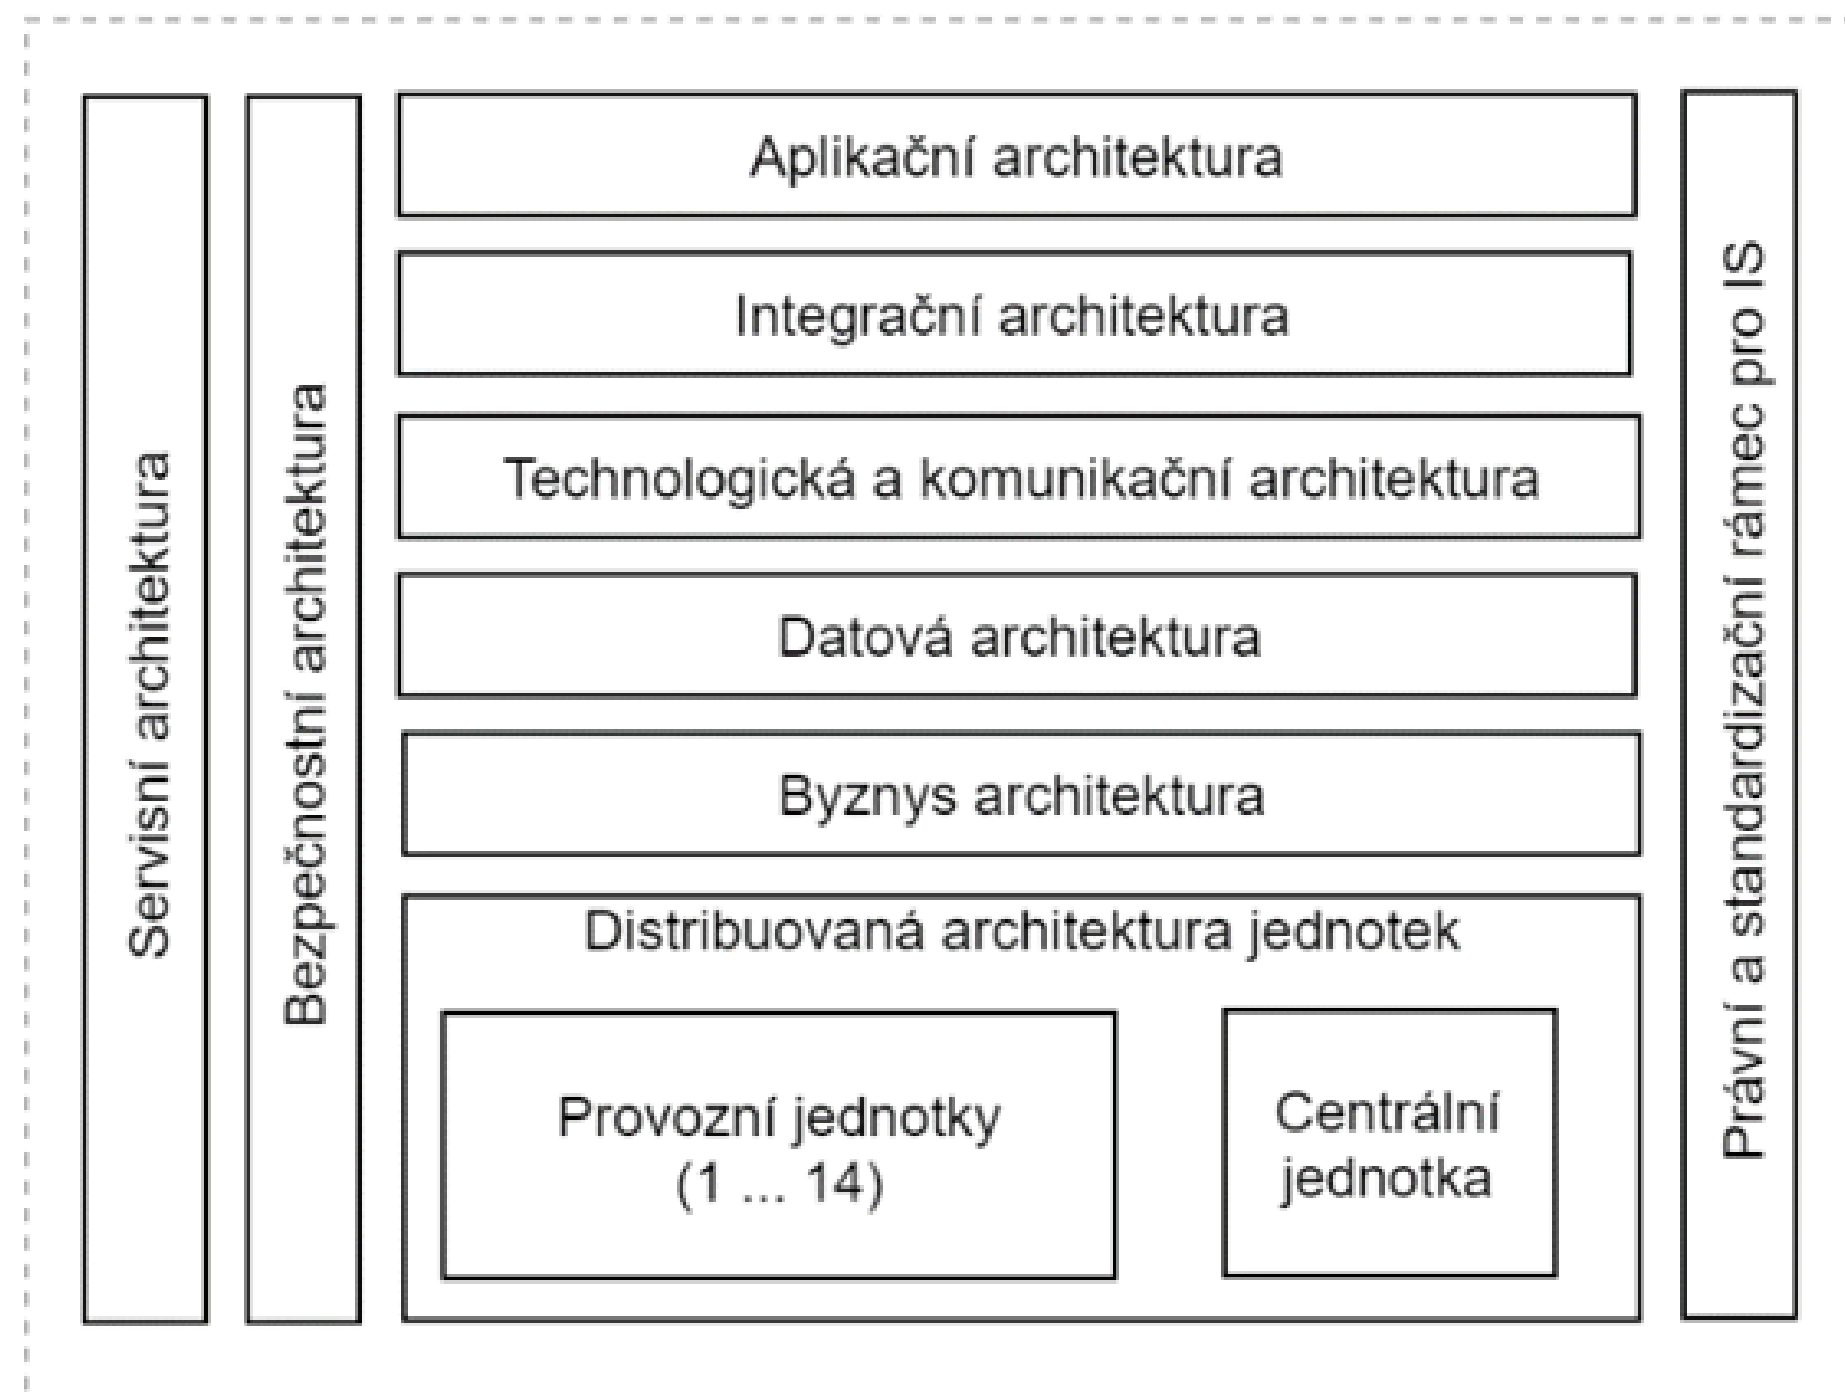 Servisní architektura
Bezpečnostní architektura
Aplikační architektura
Integrační architektura
Technologická a komunikační architektura
Datová architektura
Byznys architektura
Distribuovaná architektura jednotek
Provozní jednotky
(1 ... 14)
Centrální
jednotka
Právní a standardizační rámec pro IS